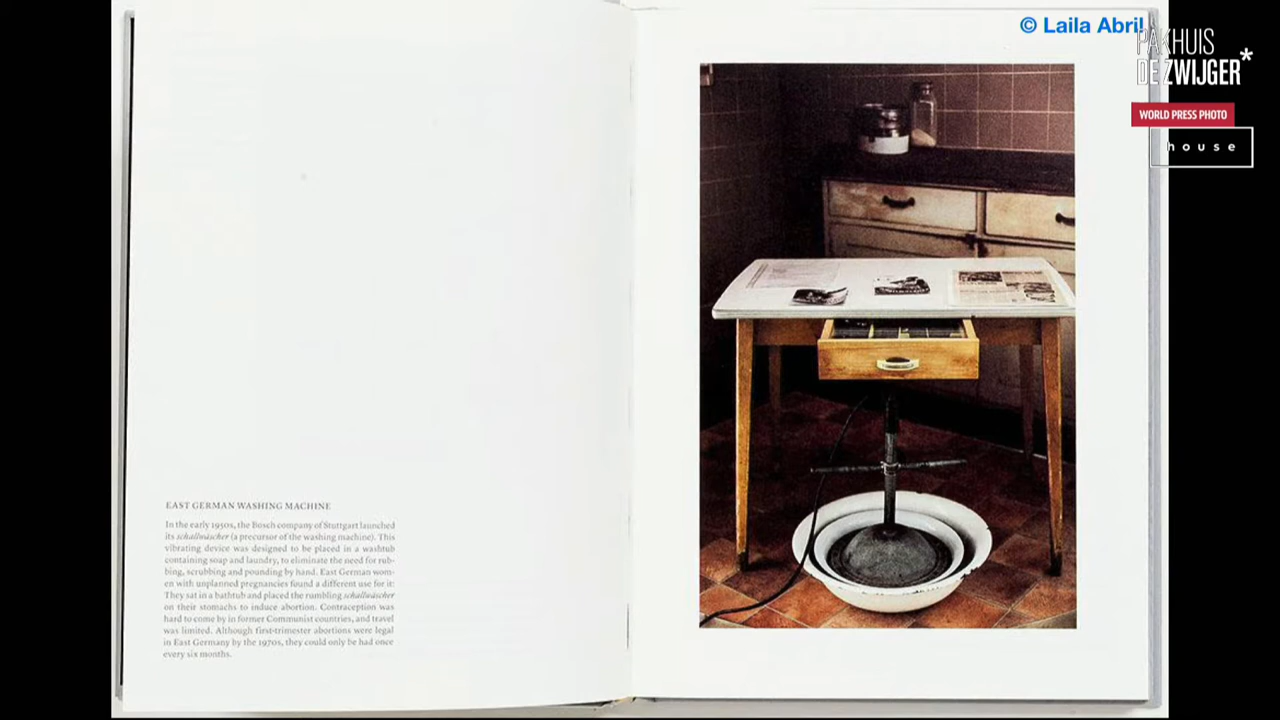 © Laila Abril
PAKHUIS
DE ZWIJGER*
WORLD PRESS PHOTO
house
EAST GERMAN WASHING MACHINE
In the early 1950s, the Bosch company of Stuttgart launched
its schallwäscher (a precursor of the washing machine). This
vibrating device was designed to be placed in a washtub
containing soap and laundry, to eliminate the need for rub-
bing, scrubbing and pounding by hand. East German wom-
en with unplanned pregnancies found a different use for it:
They sat in a bathtub and placed the rumbling schallwäscher
on their stomachs to induce abortion. Contraception was
hard to come by in former Communist countries, and travel
was limited. Although first-trimester abortions were legal
in East Germany by the 1970s, they could only be had once
every six months.